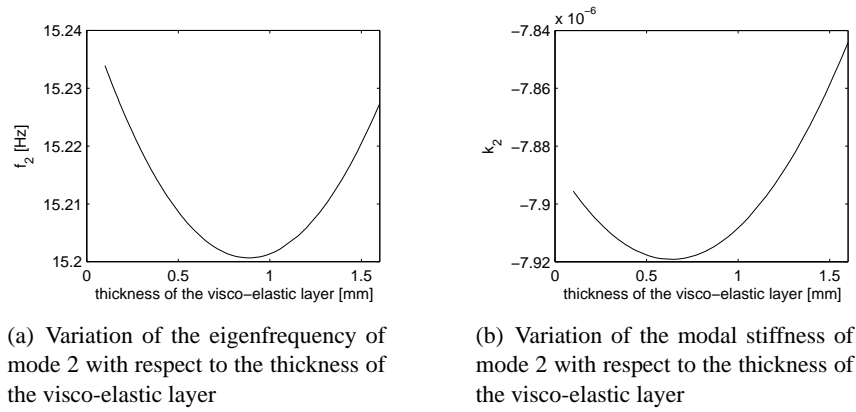 15.24
15.23
15.22
15.21
15.2
f_2 [Hz]
0 0.5 1 1.5
thickness of the visco−elastic layer [mm]
x 10^-6
−7.84
−7.86
−7.88
−7.9
−7.92
k_2
0 0.5 1 1.5
thickness of the visco−elastic layer [mm]
(a) Variation of the eigenfrequency of
mode 2 with respect to the thickness of
the visco-elastic layer
(b) Variation of the modal stiffness of
mode 2 with respect to the thickness of
the visco-elastic layer